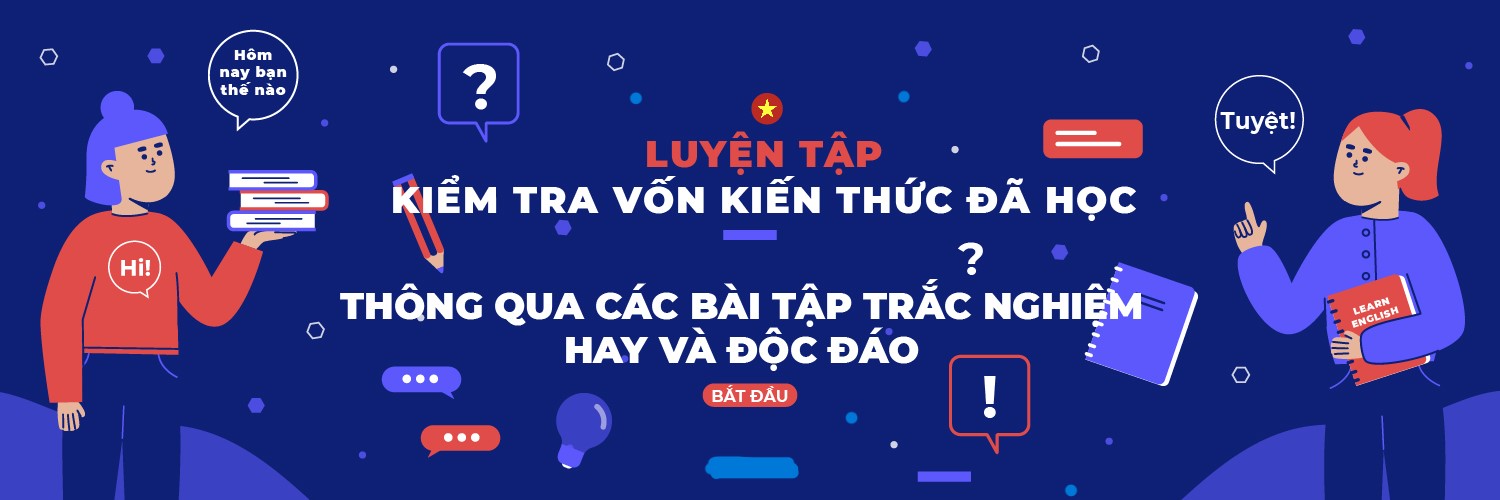 Hôm
nay bạn
thế nào
?
Tuyệt!
LUYỆN TẬP
KIỂM TRA VỐN KIẾN THỨC ĐÃ HỌC
?
Hi!
THÔNG QUA CÁC BÀI TẬP TRẮC NGHIÊM
HAY VÀ ĐỘC ĐÁO
LEARN
ENGLISH
!
BẮT ĐẦU